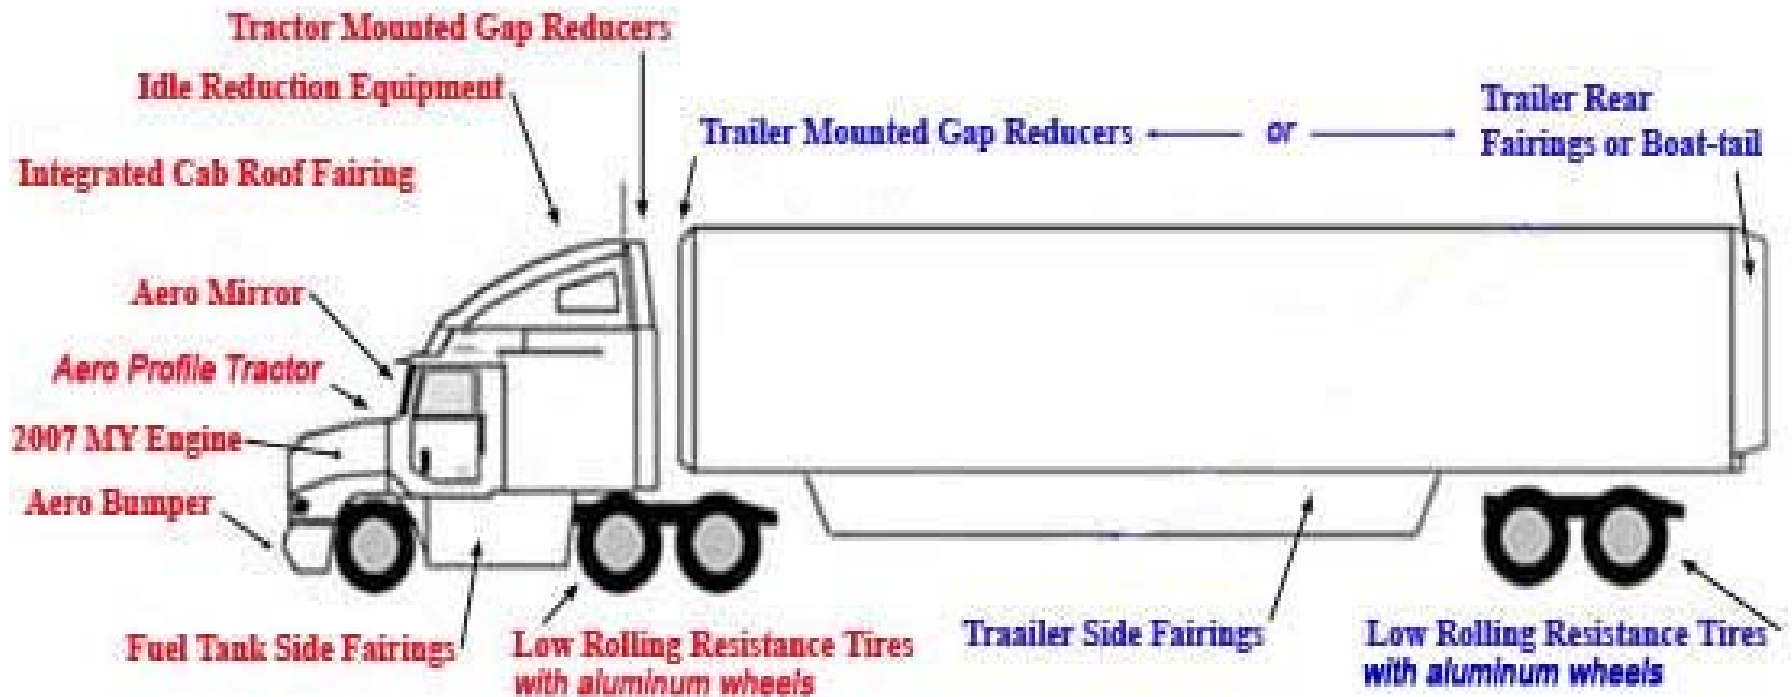 Tractor Mounted Gap Reducers
Idle Reduction Equipment
Trailer Mounted Gap Reducers
or
Trailer Rear
Fairings or Boat-tail
Integrated Cab Roof Fairing
Aero Mirror
Aero Profile Tractor
2007 MY Engine
Aero Bumper
Fuel Tank Side Fairings
Low Rolling Resistance Tires
with aluminum wheels
Traailer Side Fairings
Low Rolling Resistance Tires
with aluminum wheels